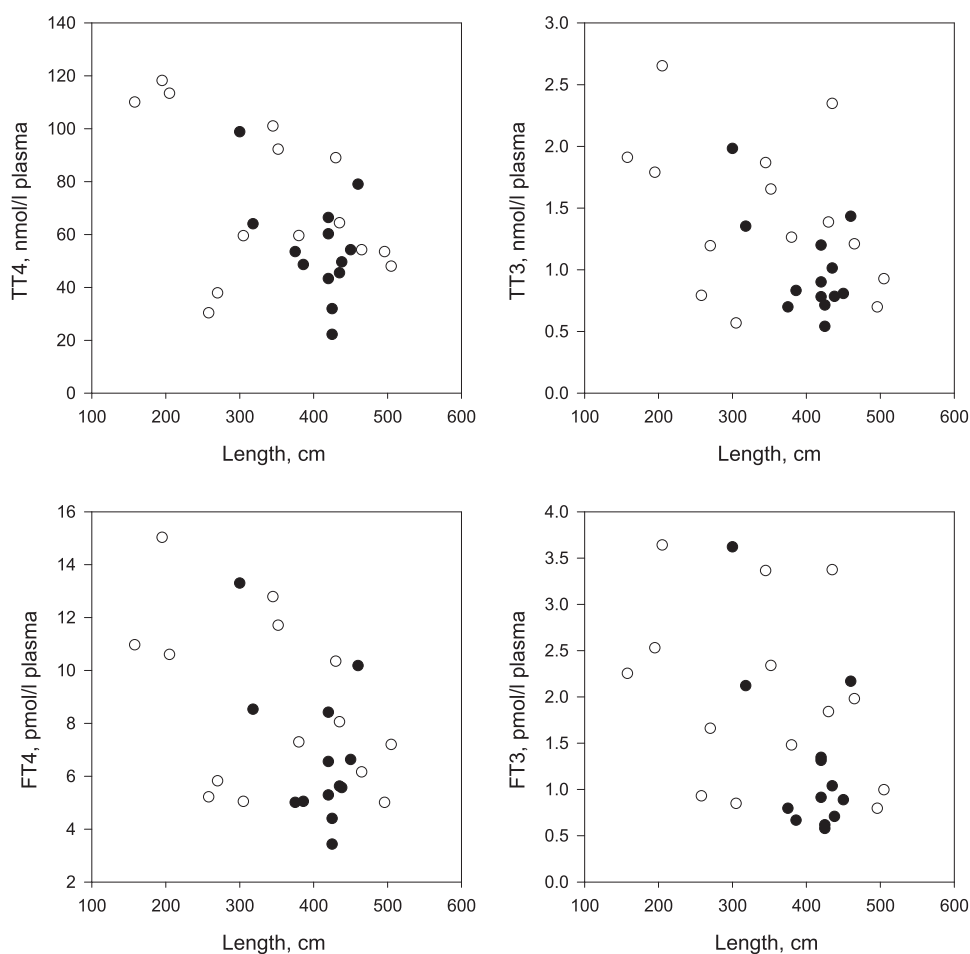 140
120
100
80
60
40
20
0
TT4, nmol/l plasma
100 200 300 400 500 600
Length, cm
3.0
2.5
2.0
1.5
1.0
0.5
0.0
TT3, nmol/l plasma
100 200 300 400 500 600
Length, cm
16
14
12
10
8
6
4
2
FT4, pmol/l plasma
100 200 300 400 500 600
Length, cm
4.0
3.5
3.0
2.5
2.0
1.5
1.0
0.5
0.0
FT3, pmol/l plasma
100 200 300 400 500 600
Length, cm